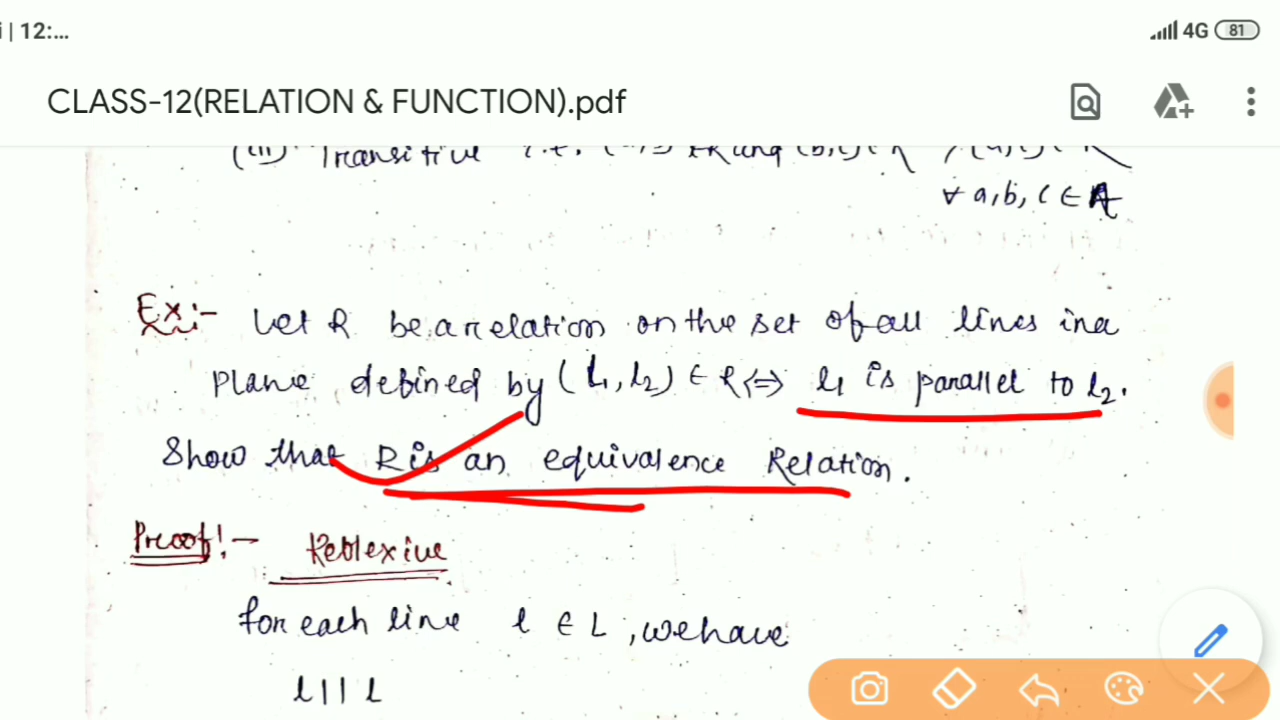 i | 12:...
4G 81
CLASS-12(RELATION & FUNCTION).pdf
(iii) Transitive i.e.
∀ a,b, c ∈ A
Ex:- Let R be a relation on the set of all lines in a
Plane defined by (L₁, L₂) ∈ R ⇔ l₁ is parallel to L₂.
Show that R is an equivalence Relation.
Proof:- Reflexive
for each line l ∈ L, we have
l || l